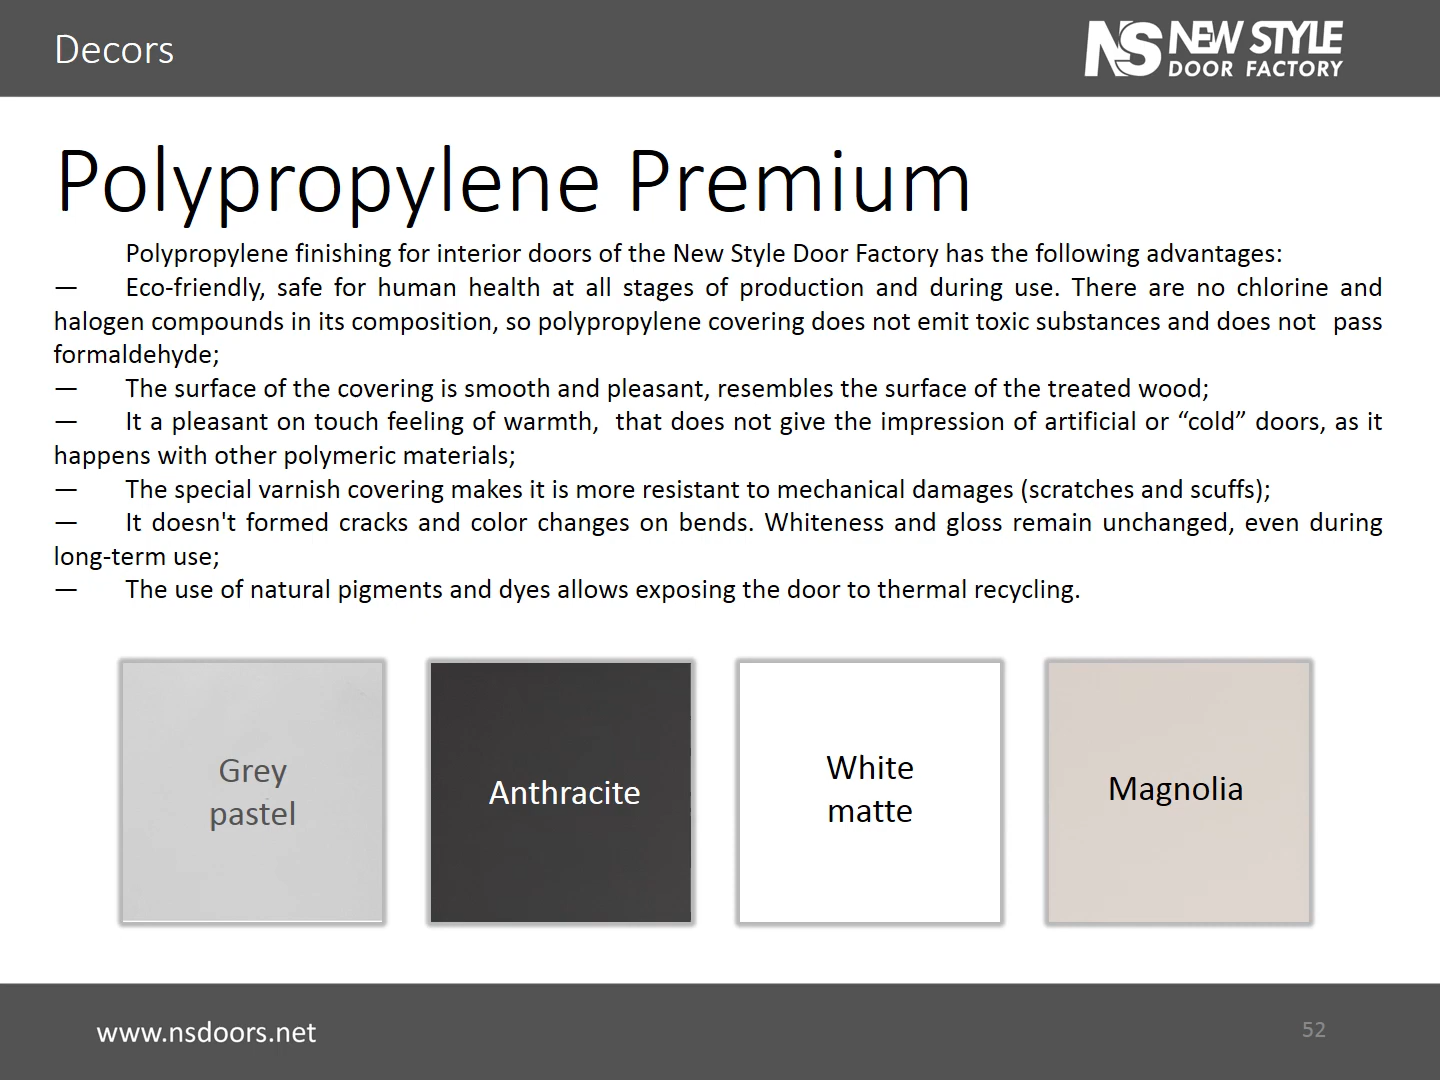 Decors
NS NEW STYLE
DOOR FACTORY
Polypropylene Premium
Polypropylene finishing for interior doors of the New Style Door Factory has the following advantages:
— Eco-friendly, safe for human health at all stages of production and during use. There are no chlorine and
halogen compounds in its composition, so polypropylene covering does not emit toxic substances and does not pass
formaldehyde;
— The surface of the covering is smooth and pleasant, resembles the surface of the treated wood;
— It a pleasant on touch feeling of warmth, that does not give the impression of artificial or “cold” doors, as it
happens with other polymeric materials;
— The special varnish covering makes it is more resistant to mechanical damages (scratches and scuffs);
— It doesn't formed cracks and color changes on bends. Whiteness and gloss remain unchanged, even during
long-term use;
— The use of natural pigments and dyes allows exposing the door to thermal recycling.
Grey
pastel
Anthracite
White
matte
Magnolia
www.nsdoors.net
52